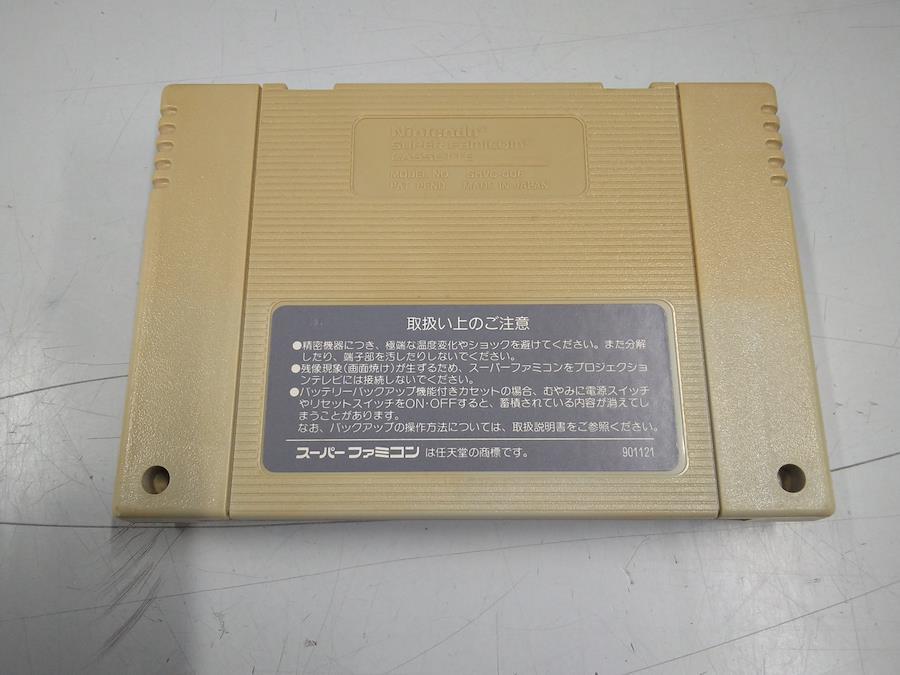 Nintendo®
SUPER FAMICOM™
CASSETTE
MODEL NO. SHVC-006
PAT. PEND. MADE IN JAPAN
取扱い上のご注意
●精密機器につき、極端な温度変化やショックを避けてください。また分解
したり、端子部を汚したりしないでください。
●残像現象(画面焼け)が生ずるため、スーパーファミコンをプロジェクショ
ンテレビには接続しないでください。
●バッテリーバックアップ機能付きカセットの場合、むやみに電源スイッチ
やリセットスイッチをON・OFFすると、蓄積されている内容が消えてし
まうことがあります。
なお、バックアップの操作方法については、取扱説明書をご参照ください。
スーパーファミコン は任天堂の商標です。 901121